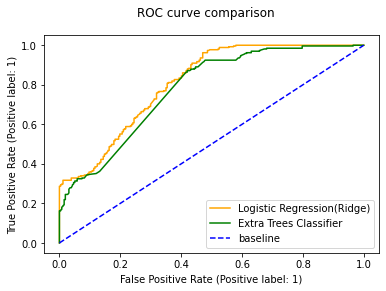 ROC curve comparison
True Positive Rate (Positive label: 1)
1.0
0.8
0.6
0.4
0.2
0.0
Logistic Regression(Ridge)
Extra Trees Classifier
baseline
0.0 0.2 0.4 0.6 0.8 1.0
False Positive Rate (Positive label: 1)